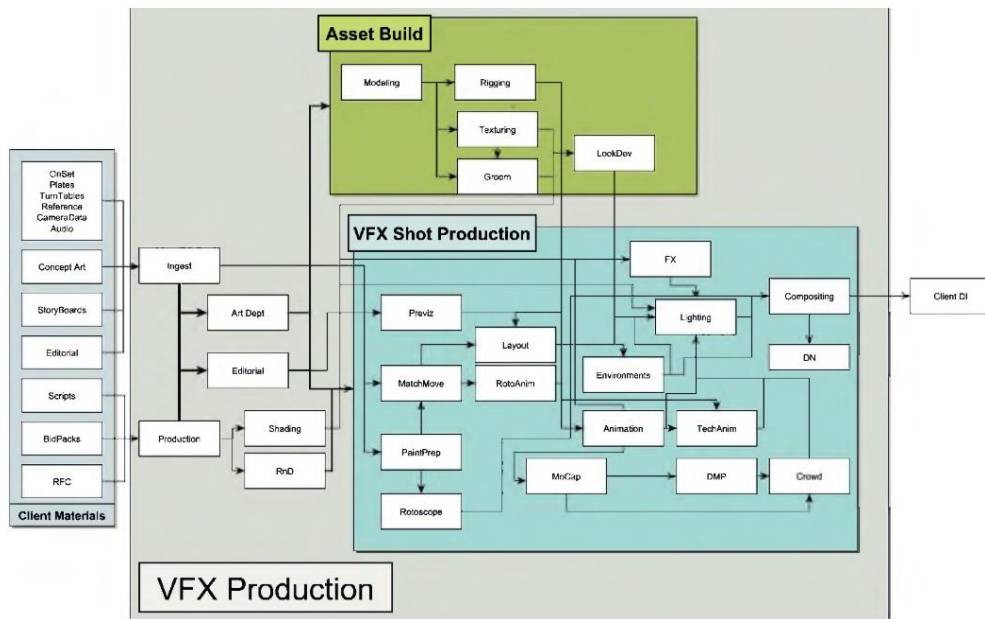 Asset Build
Modeling
Rigging
Texturing
Groom
LookDev
OnSet
Plates
TurnTables
Reference
CameraData
Audio
Concept Art
StoryBoards
Editorial
Scripts
BidPacks
RFC
Client Materials
Ingest
Art Dept
Editorial
Production
Shading
RnD
VFX Shot Production
FX
Previz
Lighting
Compositing
Client DI
Layout
DN
MatchMove
RotoAnim
Environments
PaintPrep
Animation
TechAnim
MoCap
DMP
Crowd
Rotoscope
VFX Production